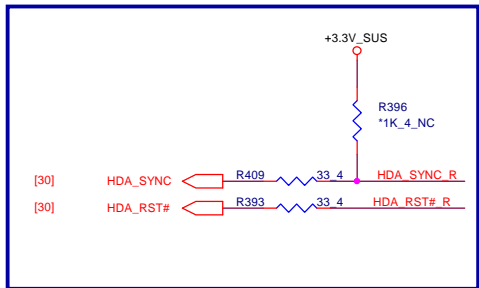 +3.3V_SUS
R396
*1K_4_NC
[30] HDA_SYNC R409 33_4 HDA_SYNC_R
[30] HDA_RST# R393 33_4 HDA_RST#_R